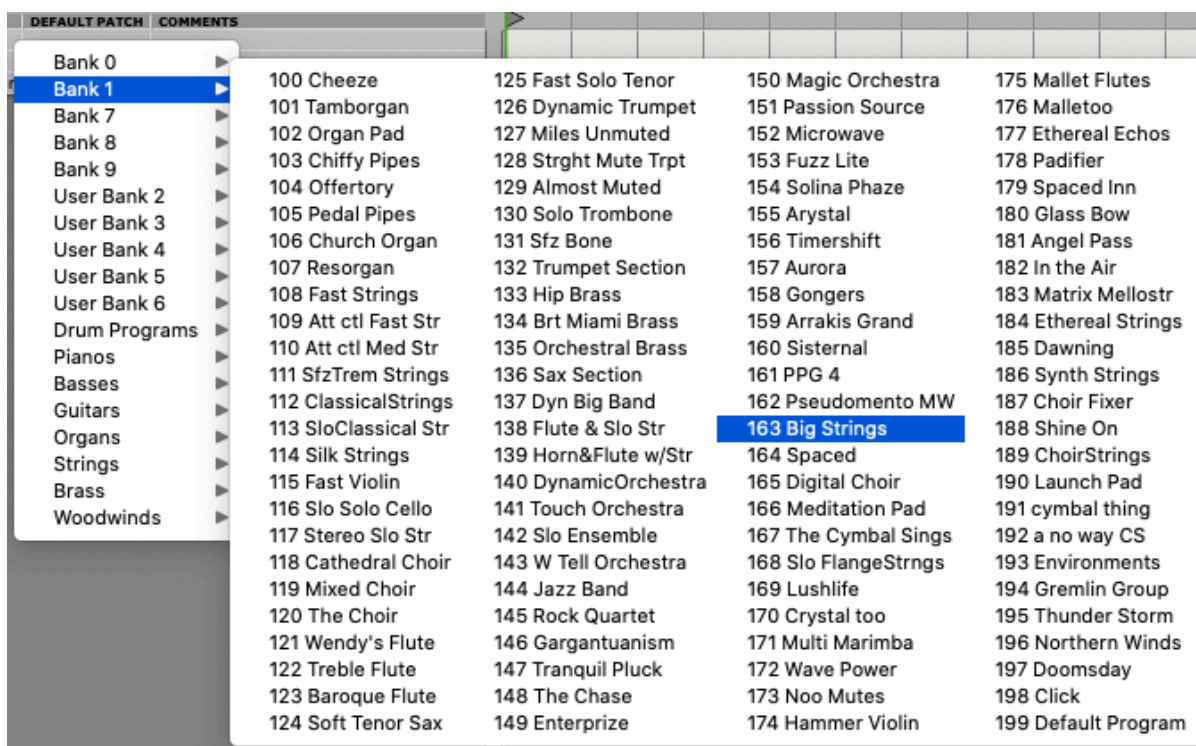 DEFAULT PATCH COMMENTS
Bank 0
Bank 1
Bank 7
Bank 8
Bank 9
User Bank 2
User Bank 3
User Bank 4
User Bank 5
User Bank 6
Drum Programs
Pianos
Basses
Guitars
Organs
Strings
Brass
Woodwinds
100 Cheeze
101 Tamborgan
102 Organ Pad
103 Chiffy Pipes
104 Offertory
105 Pedal Pipes
106 Church Organ
107 Resorgan
108 Fast Strings
109 Att ctl Fast Str
110 Att ctl Med Str
111 SfzTrem Strings
112 ClassicalStrings
113 SloClassical Str
114 Silk Strings
115 Fast Violin
116 Slo Solo Cello
117 Stereo Slo Str
118 Cathedral Choir
119 Mixed Choir
120 The Choir
121 Wendy's Flute
122 Treble Flute
123 Baroque Flute
124 Soft Tenor Sax
125 Fast Solo Tenor
126 Dynamic Trumpet
127 Miles Unmuted
128 Strght Mute Trpt
129 Almost Muted
130 Solo Trombone
131 Sfz Bone
132 Trumpet Section
133 Hip Brass
134 Brt Miami Brass
135 Orchestral Brass
136 Sax Section
137 Dyn Big Band
138 Flute & Slo Str
139 Horn&Flute w/Str
140 DynamicOrchestra
141 Touch Orchestra
142 Slo Ensemble
143 W Tell Orchestra
144 Jazz Band
145 Rock Quartet
146 Gargantuanism
147 Tranquil Pluck
148 The Chase
149 Enterprize
150 Magic Orchestra
151 Passion Source
152 Microwave
153 Fuzz Lite
154 Solina Phaze
155 Arystal
156 Timershift
157 Aurora
158 Gongers
159 Arrakis Grand
160 Sisternal
161 PPG 4
162 Pseudomento MW
163 Big Strings
164 Spaced
165 Digital Choir
166 Meditation Pad
167 The Cymbal Sings
168 Slo FlangeStrngs
169 Lushlife
170 Crystal too
171 Multi Marimba
172 Wave Power
173 Noo Mutes
174 Hammer Violin
175 Mallet Flutes
176 Malletoo
177 Ethereal Echos
178 Padifier
179 Spaced Inn
180 Glass Bow
181 Angel Pass
182 In the Air
183 Matrix Mellostr
184 Ethereal Strings
185 Dawning
186 Synth Strings
187 Choir Fixer
188 Shine On
189 ChoirStrings
190 Launch Pad
191 cymbal thing
192 a no way CS
193 Environments
194 Gremlin Group
195 Thunder Storm
196 Northern Winds
197 Doomsday
198 Click
199 Default Program